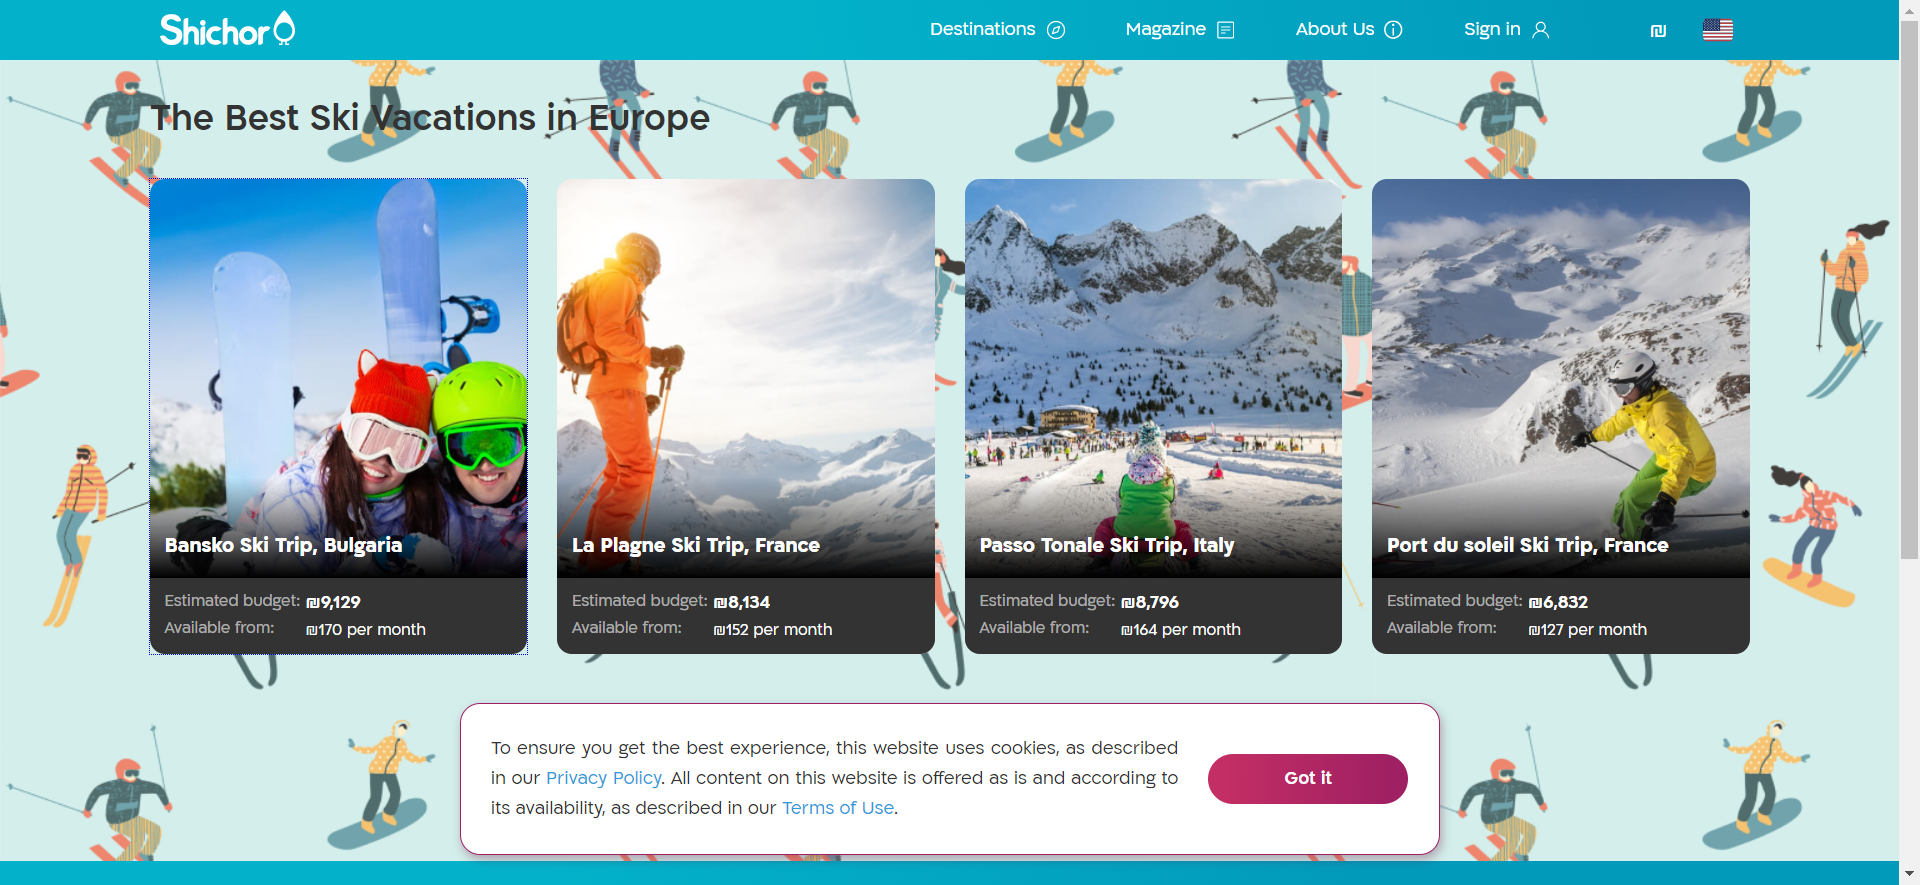 Shichor
Destinations
Magazine
About Us
Sign in
₪
The Best Ski Vacations in Europe
Bansko Ski Trip, Bulgaria
Estimated budget: ₪9,129
Available from: ₪170 per month
La Plagne Ski Trip, France
Estimated budget: ₪8,134
Available from: ₪152 per month
Passo Tonale Ski Trip, Italy
Estimated budget: ₪8,796
Available from: ₪164 per month
Port du soleil Ski Trip, France
Estimated budget: ₪6,832
Available from: ₪127 per month
To ensure you get the best experience, this website uses cookies, as described
in our Privacy Policy. All content on this website is offered as is and according to
its availability, as described in our Terms of Use.
Got it